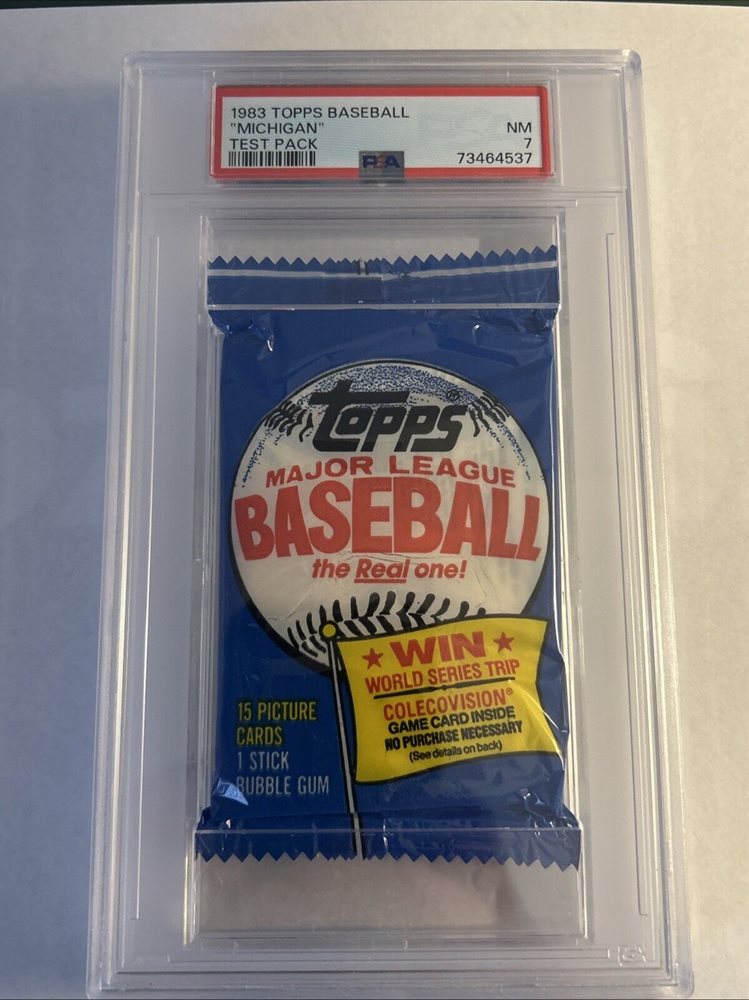 1983 TOPPS BASEBALL
"MICHIGAN" NM
TEST PACK 7
PSA 73464537
topps®
MAJOR LEAGUE
BASEBALL
the Real one!
★ WIN ★
WORLD SERIES TRIP
COLECOVISION®
GAME CARD INSIDE
NO PURCHASE NECESSARY
(See details on back)
15 PICTURE
CARDS
1 STICK
BUBBLE GUM